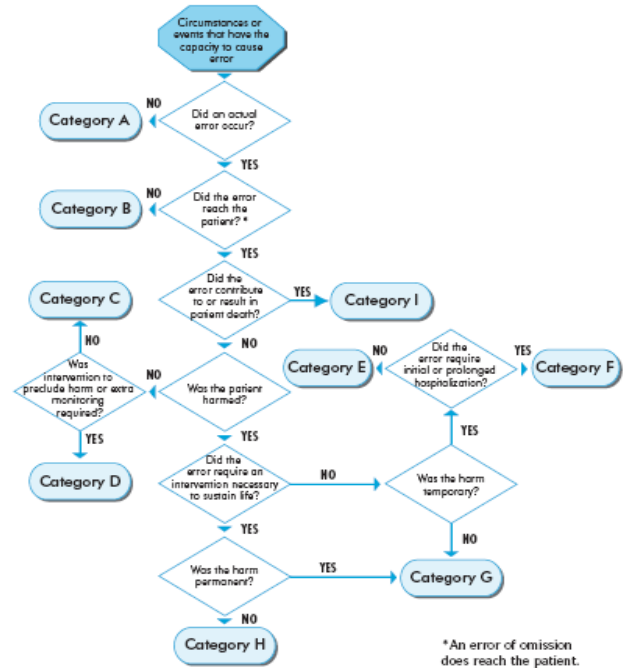 Circumstances or
events that have the
capacity to cause
error
NO
Category A
Did an actual
error occur?
YES
NO
Category B
Did the error
reach the
patient? *
YES
Category C
Did the
error contribute
to or result in
patient death?
YES
Category I
NO
NO
Was
intervention to
preclude harm or extra
monitoring
required?
NO
Was the patient
harmed?
Category E
NO
Did the
error require
initial or prolonged
hospitalization?
YES
Category F
YES
YES
YES
Category D
Did the
error require an
intervention necessary
to sustain life?
NO
Was the harm
temporary?
YES
NO
Was the harm
permanent?
YES
Category G
NO
Category H
*An error of omission
does reach the patient.